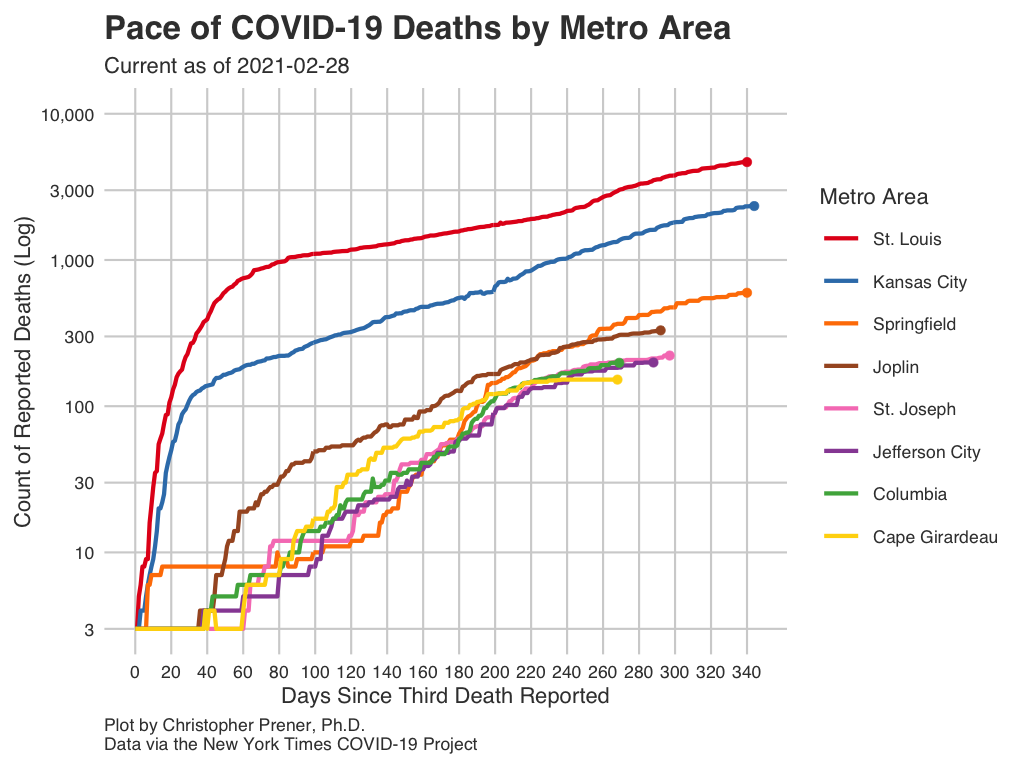 Pace of COVID-19 Deaths by Metro Area
Current as of 2021-02-28
Count of Reported Deaths (Log)
10,000
3,000
1,000
300
100
30
10
3
0 20 40 60 80 100 120 140 160 180 200 220 240 260 280 300 320 340
Days Since Third Death Reported
Metro Area
St. Louis
Kansas City
Springfield
Joplin
St. Joseph
Jefferson City
Columbia
Cape Girardeau
Plot by Christopher Prener, Ph.D.
Data via the New York Times COVID-19 Project